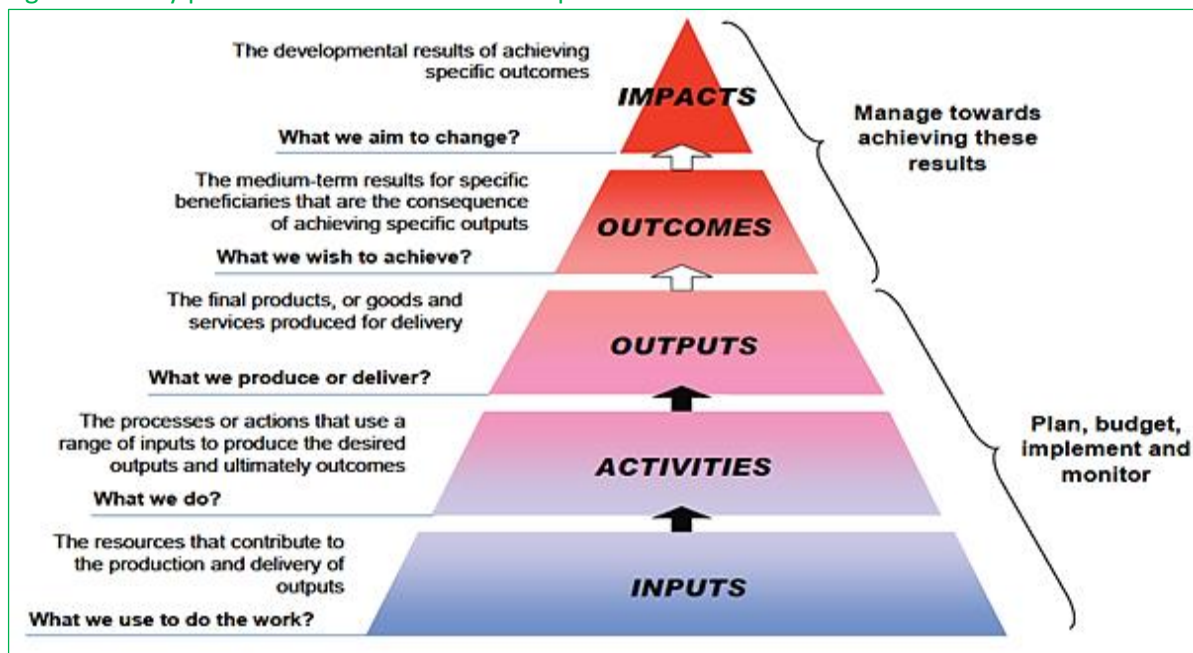 The developmental results of achieving
specific outcomes
IMPACTS
What we aim to change?
Manage towards
achieving these
results
The medium-term results for specific
beneficiaries that are the consequence
of achieving specific outputs
OUTCOMES
What we wish to achieve?
The final products, or goods and
services produced for delivery
OUTPUTS
What we produce or deliver?
The processes or actions that use a
range of inputs to produce the desired
outputs and ultimately outcomes
ACTIVITIES
What we do?
Plan, budget,
implement and
monitor
The resources that contribute to
the production and delivery of
outputs
INPUTS
What we use to do the work?